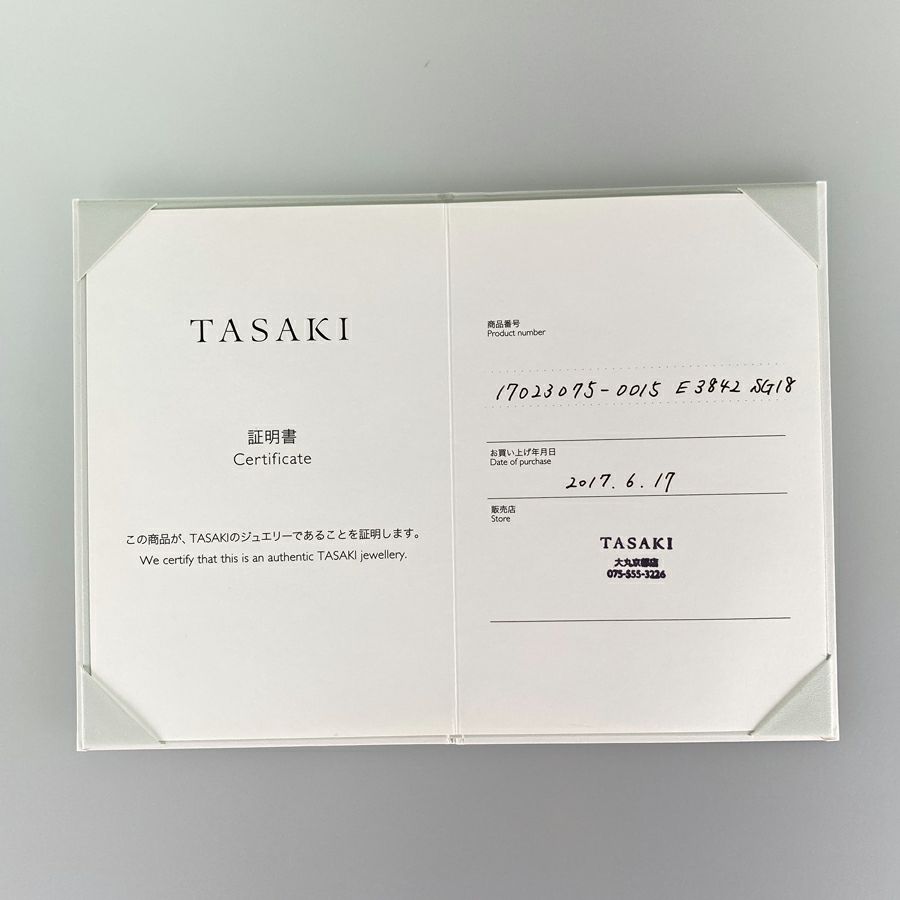 TASAKI
証明書
Certificate
この商品が、TASAKIのジュエリーであることを証明します。
We certify that this is an authentic TASAKI jewellery.
商品番号
Product number
17023075-0015 E3842 SG18
お買い上げ年月日
Date of purchase
2017.6.17
販売店
Store
TASAKI
大丸京都店
075-555-3226